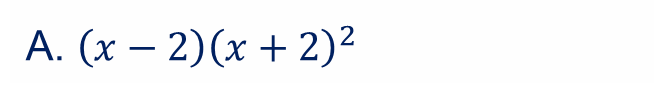 A. (x − 2)(x + 2)²